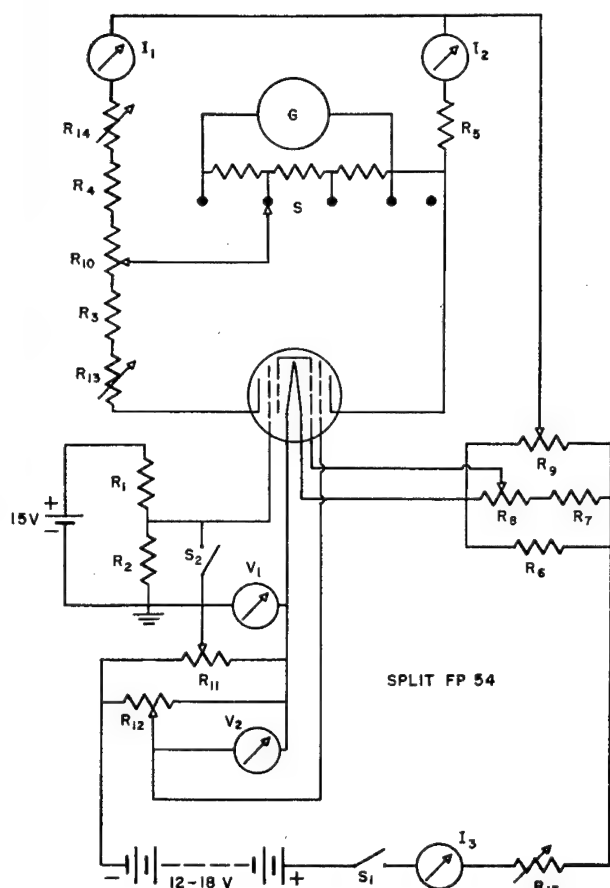 I1
I2
R14
G
R5
R4
S
R10
R3
R13
R9
R1
R8
R7
15V
+
-
R2
S2
V1
R6
R11
SPLIT FP 54
R12
V2
I3
-
12-18 V
+
S1